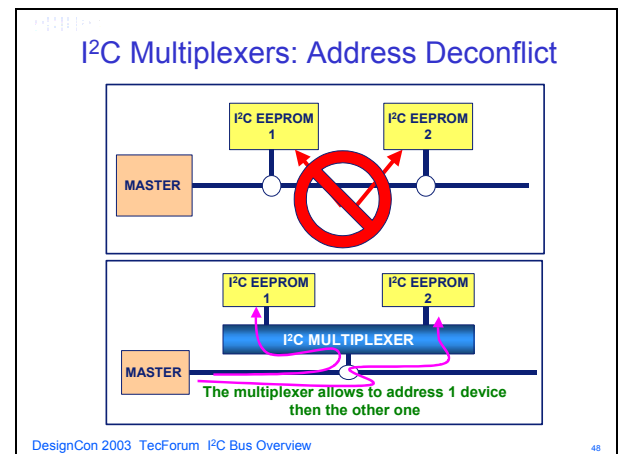 I²C Multiplexers: Address Deconflict
I²C EEPROM
1
I²C EEPROM
2
MASTER
I²C EEPROM
1
I²C EEPROM
2
I²C MULTIPLEXER
MASTER
The multiplexer allows to address 1 device
then the other one
DesignCon 2003 TecForum I²C Bus Overview
48